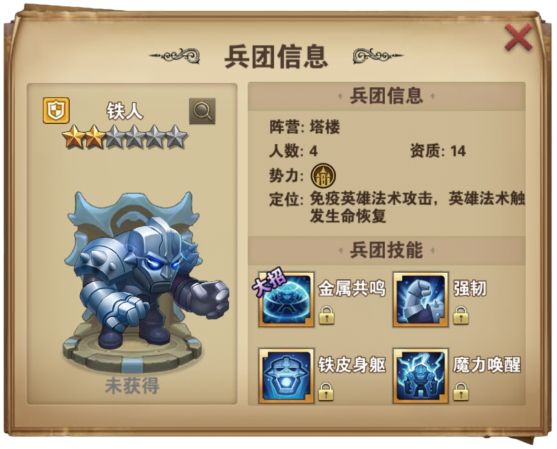 兵团信息
铁人
未获得
兵团信息
阵营: 塔楼
人数: 4 资质: 14
势力:
定位: 免疫英雄法术攻击，英雄法术触
发生命恢复
兵团技能
大招 金属共鸣 强韧
铁皮身躯 魔力唤醒